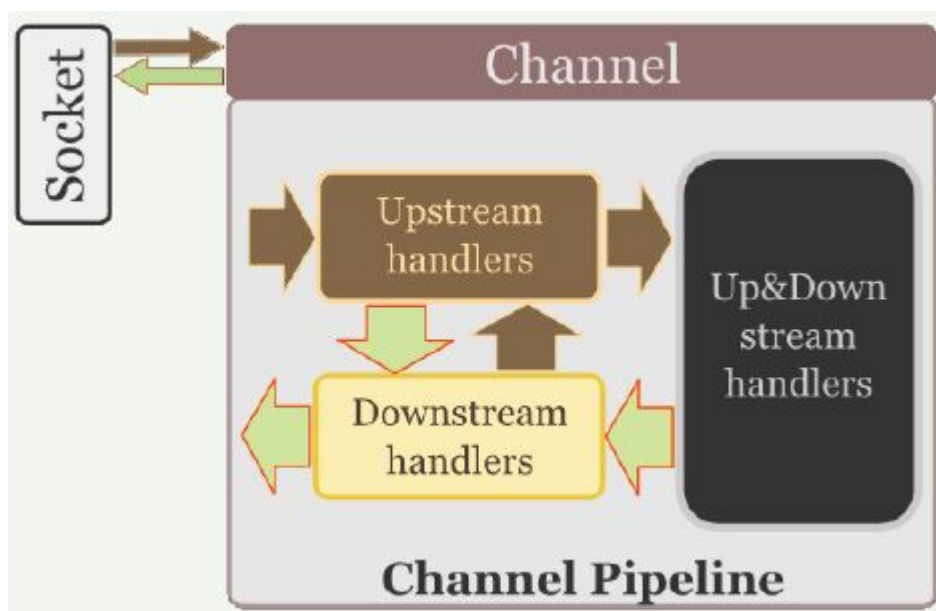 Socket
Channel
Upstream
handlers
Up&Down
stream
handlers
Downstream
handlers
Channel Pipeline